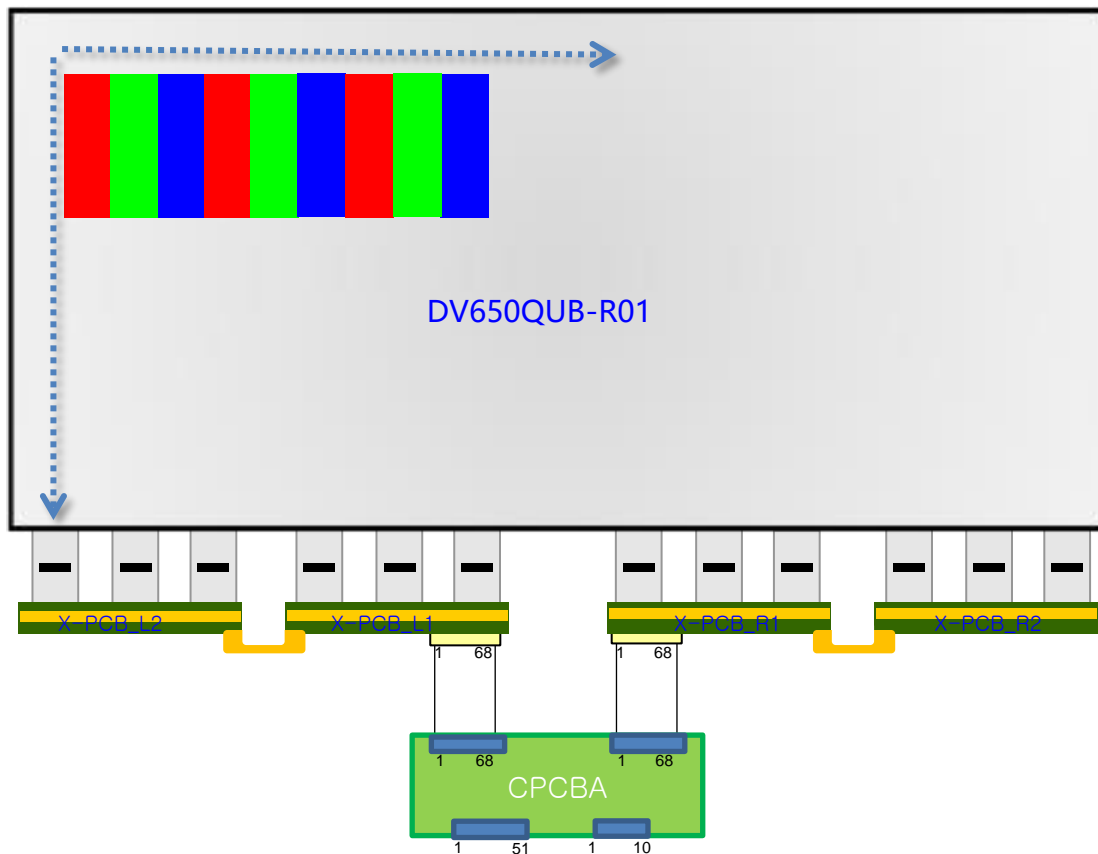 DV650QUB-R01
X-PCB_L2 X-PCB_L1 X-PCB_R1 X-PCB_R2
1 68 1 68
1 68 1 68
CPCBA
1 51 1 10